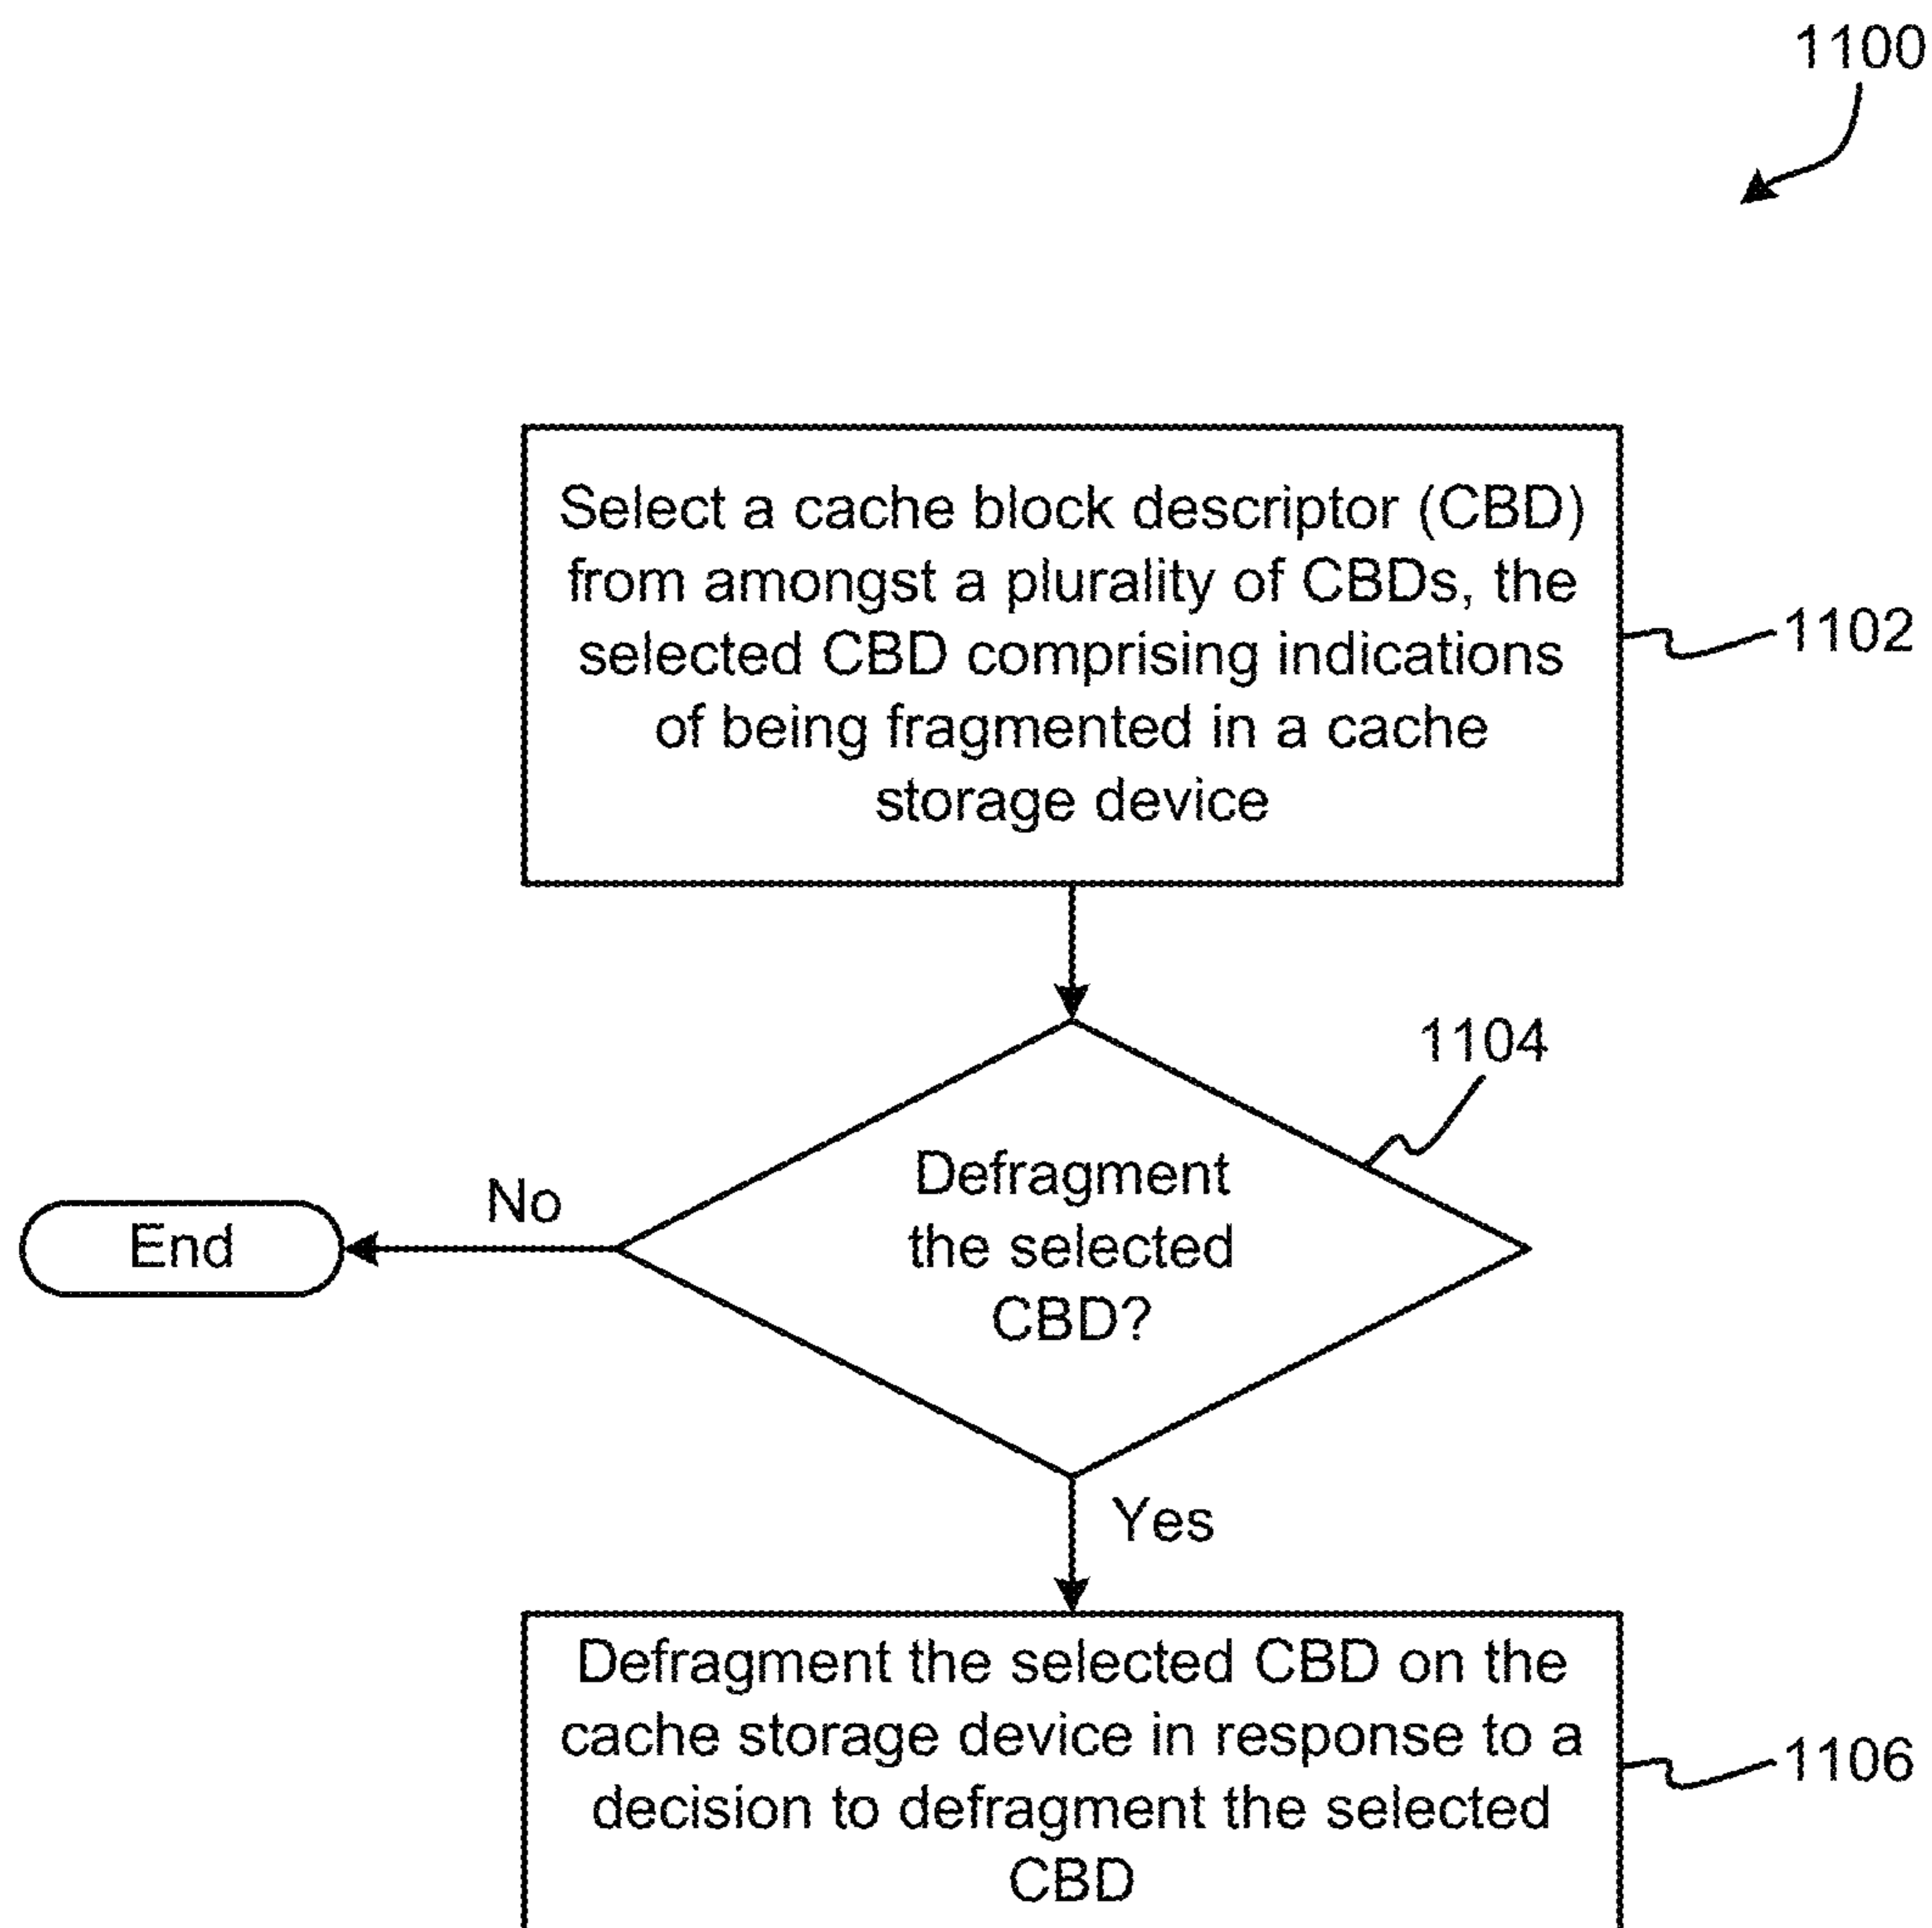 1100
Select a cache block descriptor (CBD)
from amongst a plurality of CBDs, the
selected CBD comprising indications
of being fragmented in a cache
storage device
1102
1104
Defragment
the selected
CBD?
No
End
Yes
Defragment the selected CBD on the
cache storage device in response to a
decision to defragment the selected
CBD
1106